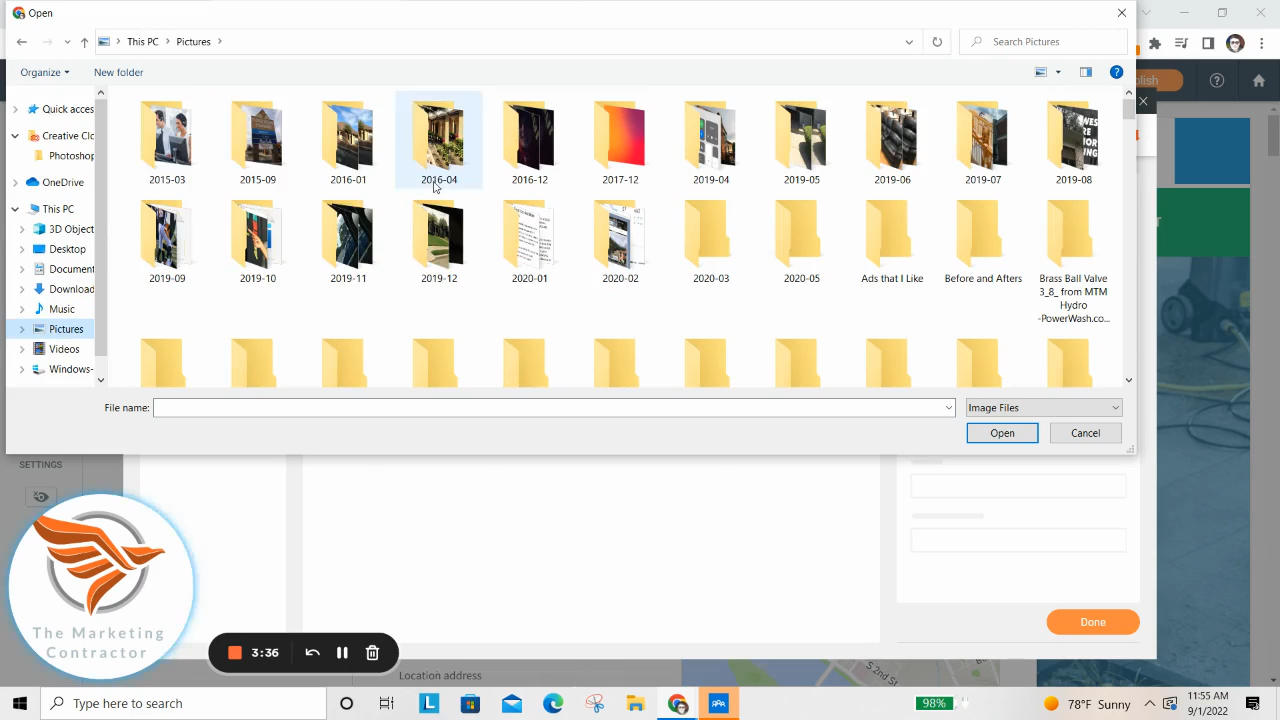 Open
This PC
Pictures
Search Pictures
Organize
New folder
Quick acces
Creative Clo
Photoshop
OneDrive
This PC
3D Object
Desktop
Document
Download
Music
Pictures
Videos
Windows-
2015-03
2015-09
2016-01
2016-04
2016-12
2017-12
2019-04
2019-05
2019-06
2019-07
2019-08
2019-09
2019-10
2019-11
2019-12
2020-01
2020-02
2020-03
2020-05
Ads that I Like
Before and Afters
Brass Ball Valve
3_8_ from MTM
Hydro
-PowerWash.co...
File name:
Image Files
Open
Cancel
SETTINGS
The Marketing
Contractor
3:36
Done
Location address
S 2nd St
Type here to search
98%
78°F Sunny
11:55 AM
9/1/2022